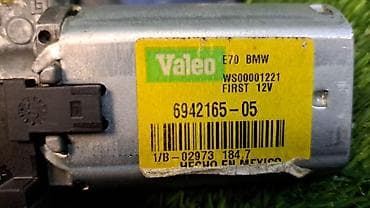 Valeo
E70 BMW
WS00001221
FIRST 12V
6942165-05
1/B-02973 184.7
HECHO EN MEXICO